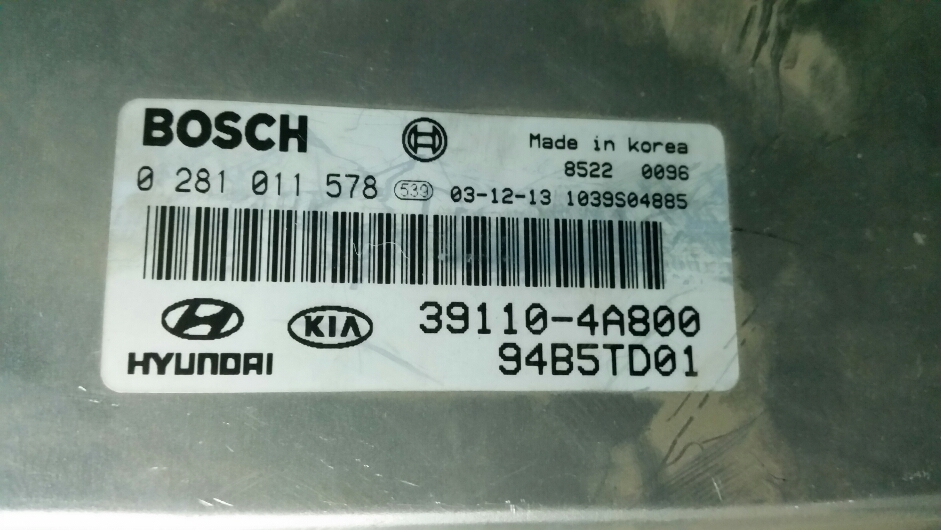 BOSCH
Made in korea
8522 0096
0 281 011 578 539 03-12-13 1039S04885
HYUNDAI
KIA
39110-4A800
94B5TD01